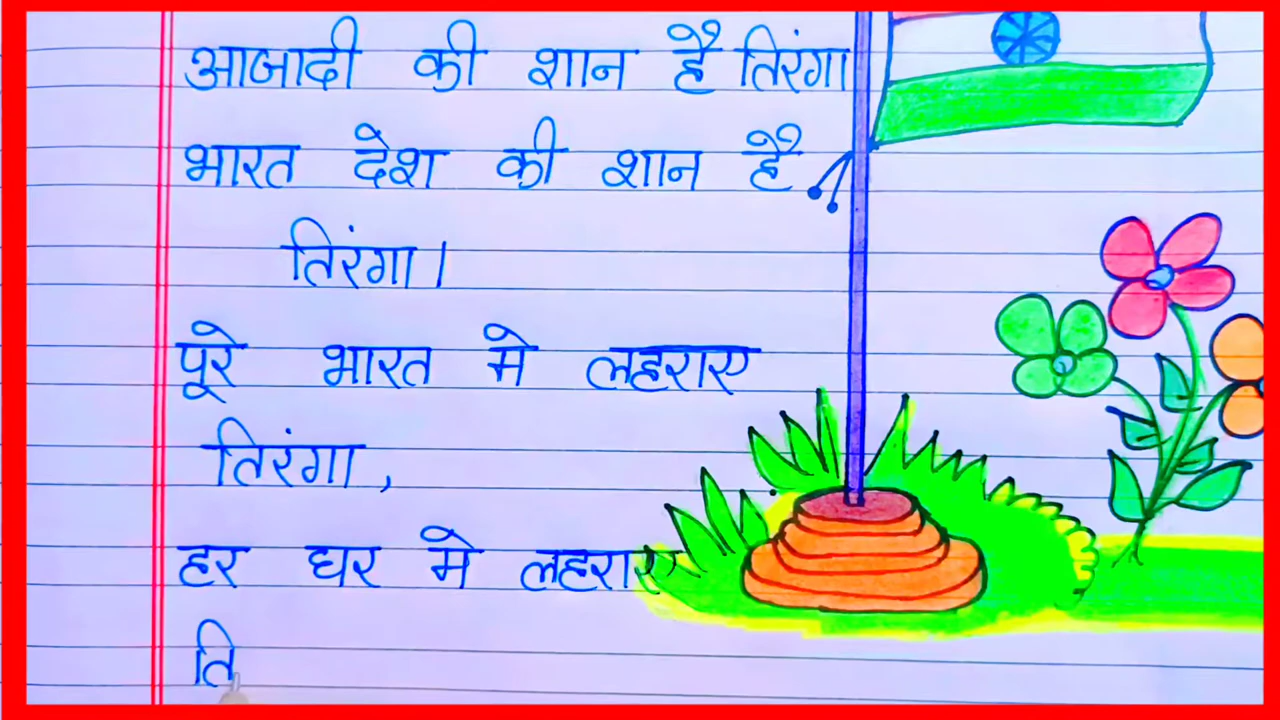 आजादी की शान है तिरंगा
भारत देश की शान है
तिरंगा।
पूरे भारत मे लहराए
तिरंगा,
हर घर मे लहराए
ति